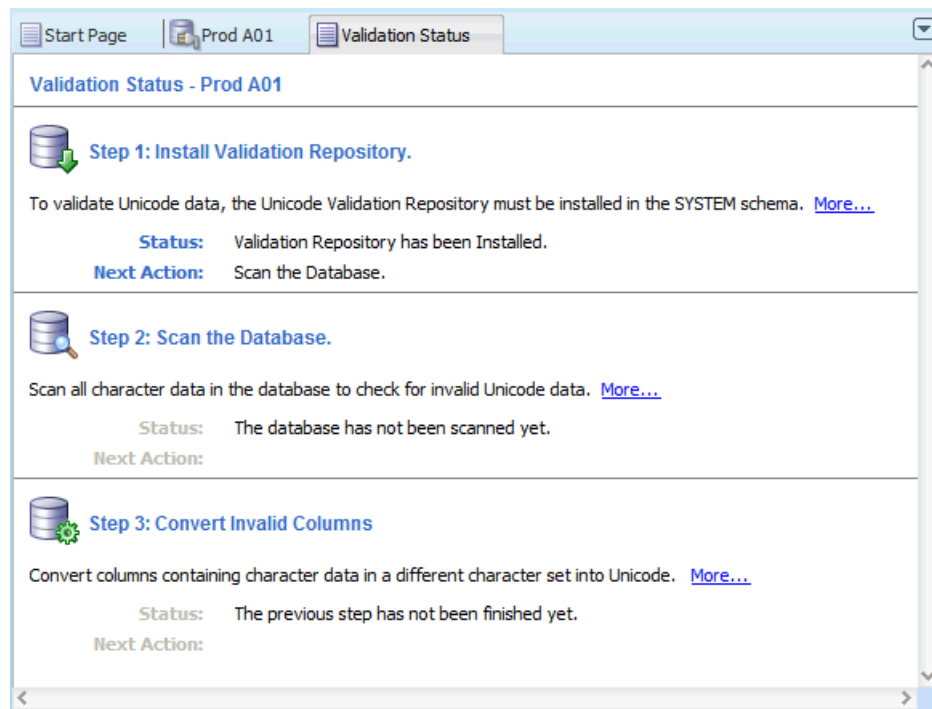 Start Page Prod A01 Validation Status
Validation Status - Prod A01
Step 1: Install Validation Repository.
To validate Unicode data, the Unicode Validation Repository must be installed in the SYSTEM schema. More...
Status: Validation Repository has been Installed.
Next Action: Scan the Database.
Step 2: Scan the Database.
Scan all character data in the database to check for invalid Unicode data. More...
Status: The database has not been scanned yet.
Next Action:
Step 3: Convert Invalid Columns
Convert columns containing character data in a different character set into Unicode. More...
Status: The previous step has not been finished yet.
Next Action: